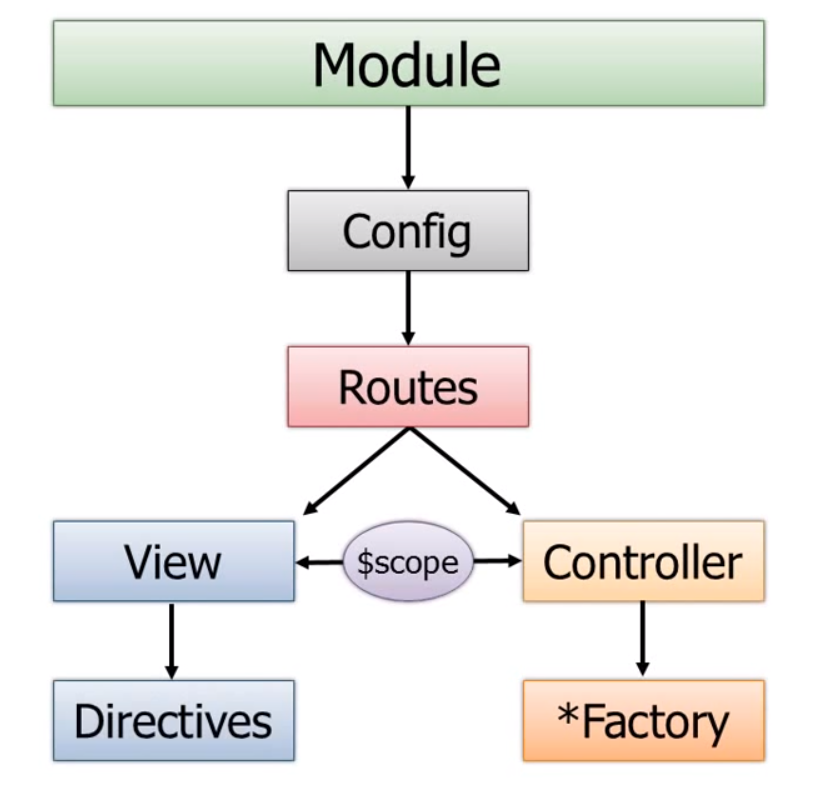 Module
Config
Routes
View
$scope
Controller
Directives
*Factory